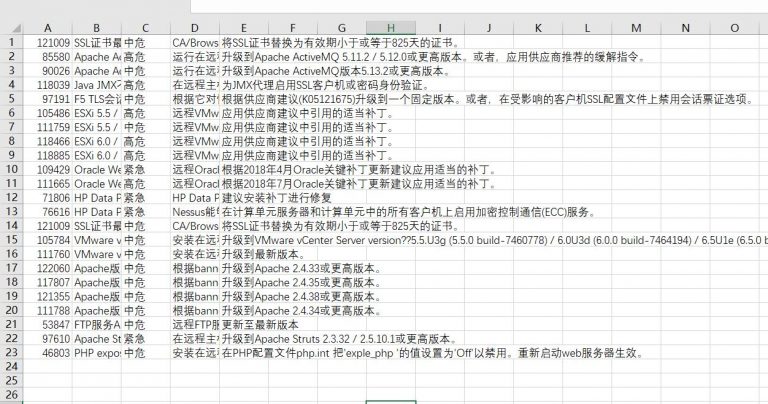 A B C D E F G H I J K L M N O
1 121009 SSL证书最 中危 CA/Brows 将SSL证书替换为有效期小于或等于825天的证书。
2 85580 Apache Ac 高危 运行在远程 升级到Apache ActiveMQ 5.11.2 / 5.12.0或更高版本。或者，应用供应商推荐的缓解指令。
3 90026 Apache Ac 高危 运行在远程 升级到Apache ActiveMQ版本5.13.2或更高版本。
4 118039 Java JMX 高危 在远程主机 为JMX代理启用SSL客户机或密码身份验证。
5 97191 F5 TLS会话 中危 根据它对 根据供应商建议(K05121675)升级到一个固定版本。或者，在受影响的客户机SSL配置文件上禁用会话票证选项。
6 105486 ESXi 5.5 / 高危 远程VMw 应用供应商建议中引用的适当补丁。
7 111759 ESXi 5.5 / 中危 远程VMw 应用供应商建议中引用的适当补丁。
8 118466 ESXi 6.0 / 高危 远程VMw 应用供应商建议中引用的适当补丁。
9 118885 ESXi 6.0 / 高危 远程VMw 应用供应商建议中引用的适当补丁。
10 109429 Oracle We 紧急 远程Oracl 根据2018年4月Oracle关键补丁更新建议应用适当的补丁。
11 111665 Oracle We 高危 远程Oracl 根据2018年7月Oracle关键补丁更新建议应用适当的补丁。
12 71806 HP Data P 紧急 HP Data P 建议安装补丁进行修复
13 76616 HP Data P 紧急 Nessus能够 在计算单元服务器和计算单元中的所有客户机上启用加密控制通信(ECC)服务。
14 121009 SSL证书最 中危 CA/Brows 将SSL证书替换为有效期小于或等于825天的证书。
15 105784 VMware v 中危 安装在远程 升级到VMware vCenter Server version??5.5.U3g (5.5.0 build-7460778) / 6.0U3d (6.0.0 build-7464194) / 6.5U1e (6.5.0 b
16 111760 VMware v 中危 安装在远程 升级到最新版本。
17 122060 Apache版 中危 根据bann 升级到Apache 2.4.33或更高版本。
18 117807 Apache版 中危 根据bann 升级到Apache 2.4.35或更高版本。
19 121355 Apache版 中危 根据bann 升级到Apache 2.4.38或更高版本。
20 111788 Apache版 中危 根据bann 升级到Apache 2.4.34或更高版本。
21 53847 FTP服务A 中危 远程FTP服 更新至最新版本
22 97610 Apache St 紧急 在远程主机 升级到Apache Struts 2.3.32 / 2.5.10.1或更高版本。
23 46803 PHP expo 中危 安装在远程 在PHP配置文件php.int 把'exple_php '的值设置为'Off'以禁用。重新启动web服务器生效。
24
25
26